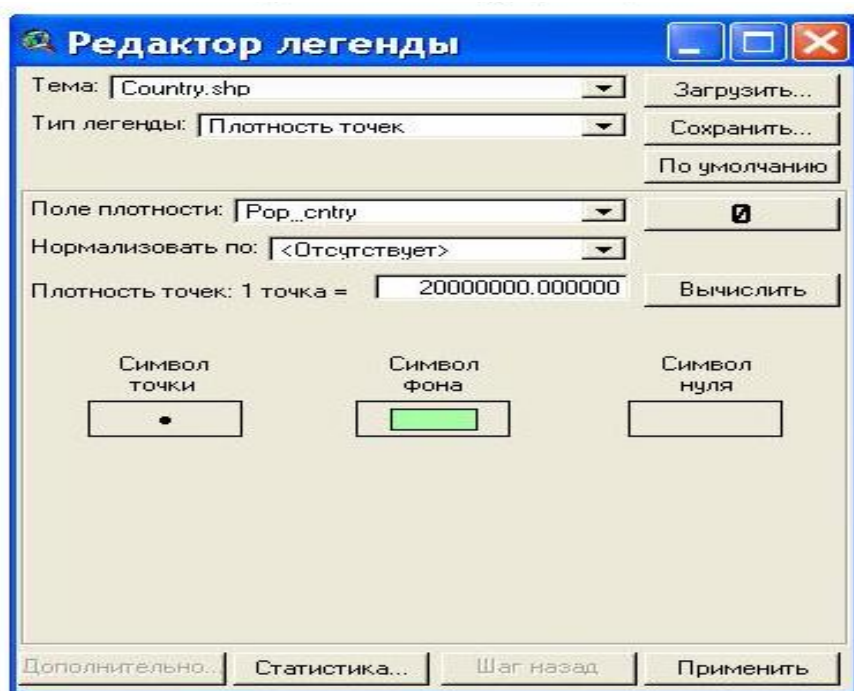 Редактор легенды
Тема: Country.shp
Загрузить...
Тип легенды: Плотность точек
Сохранить...
По умолчанию
Поле плотности: Pop_cntry
0
Нормализовать по: <Отсутствует>
Плотность точек: 1 точка = 20000000.000000
Вычислить
Символ точки
Символ фона
Символ нуля
Дополнительно...
Статистика...
Шаг назад
Применить